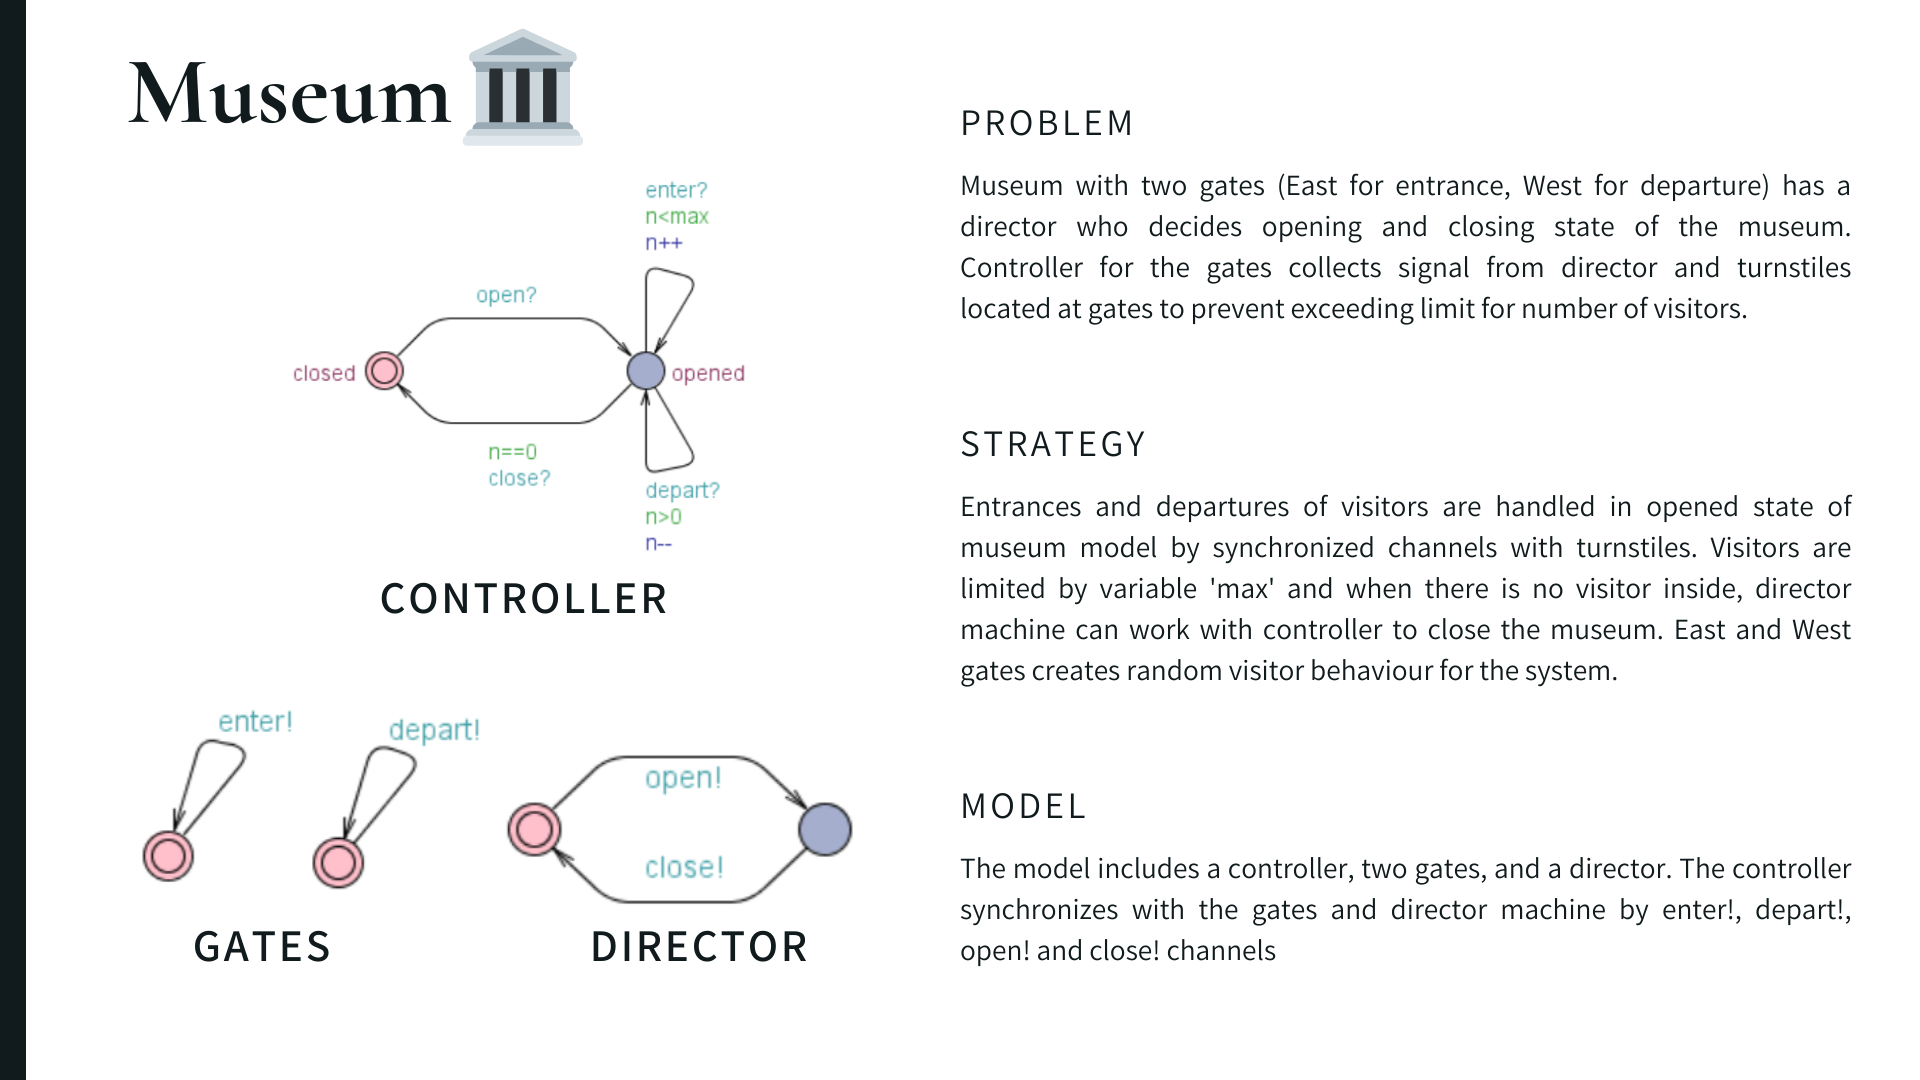 Museum
enter?
n<max
n++
open?
closed
opened
n==0
close?
depart?
n>0
n--
CONTROLLER
enter!
depart!
open!
close!
GATES
DIRECTOR
PROBLEM
Museum with two gates (East for entrance, West for departure) has a
director who decides opening and closing state of the museum.
Controller for the gates collects signal from director and turnstiles
located at gates to prevent exceeding limit for number of visitors.
STRATEGY
Entrances and departures of visitors are handled in opened state of
museum model by synchronized channels with turnstiles. Visitors are
limited by variable 'max' and when there is no visitor inside, director
machine can work with controller to close the museum. East and West
gates creates random visitor behaviour for the system.
MODEL
The model includes a controller, two gates, and a director. The controller
synchronizes with the gates and director machine by enter!, depart!,
open! and close! channels